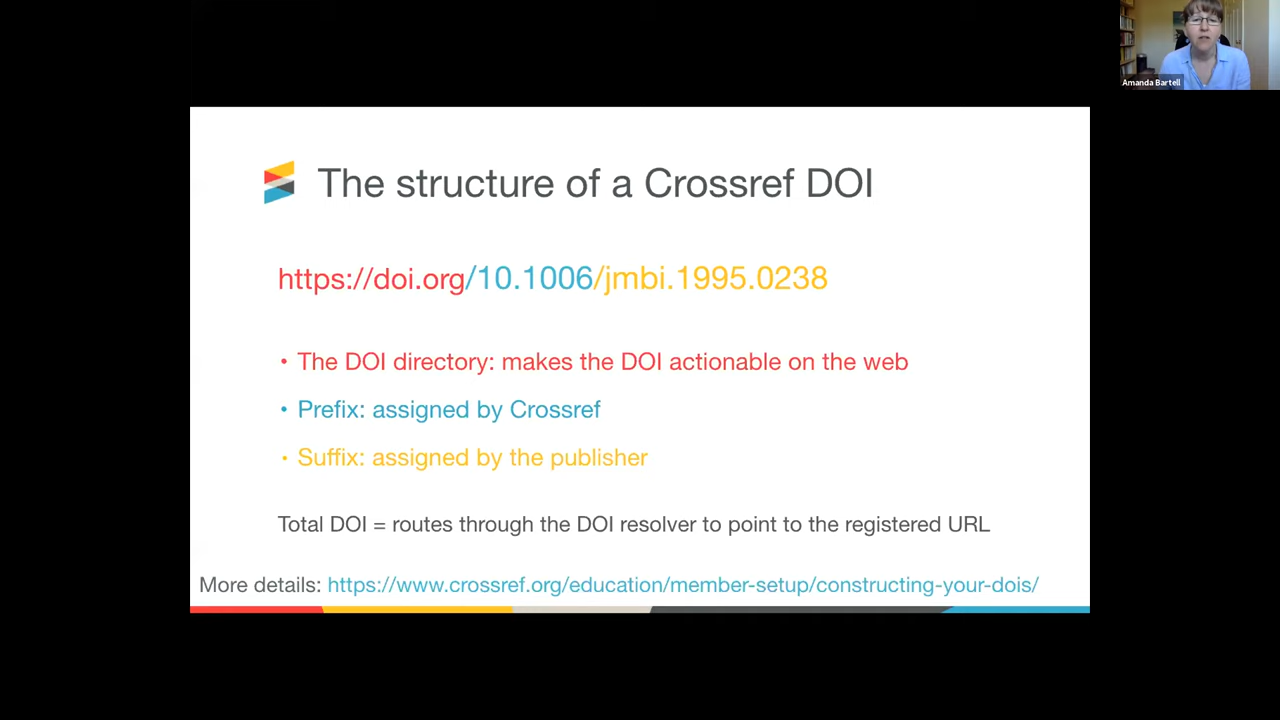 Amanda Bartell
The structure of a Crossref DOI
https://doi.org/10.1006/jmbi.1995.0238
• The DOI directory: makes the DOI actionable on the web
• Prefix: assigned by Crossref
• Suffix: assigned by the publisher
Total DOI = routes through the DOI resolver to point to the registered URL
More details: https://www.crossref.org/education/member-setup/constructing-your-dois/